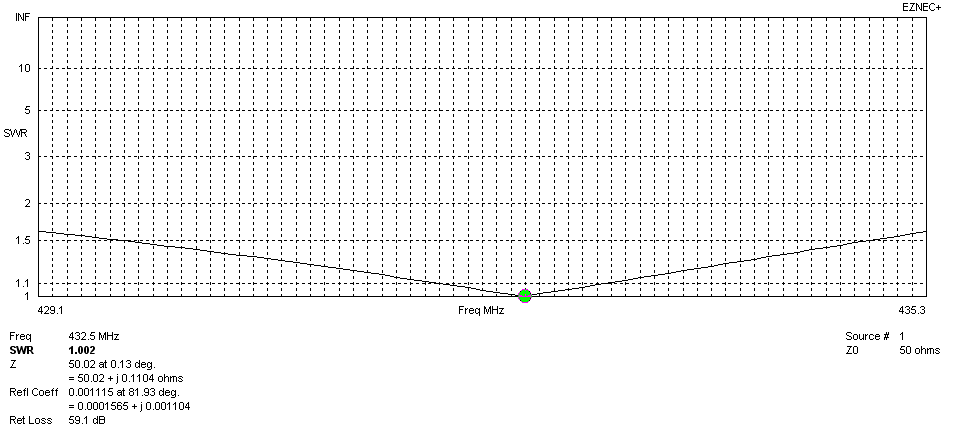 EZNEC+
INF
10
5
SWR
3
2
1.5
1.1
1
429.1 Freq MHz 435.3
Freq 432.5 MHz Source # 1
SWR 1.002 Z0 50 ohms
Z 50.02 at 0.13 deg.
= 50.02 + j 0.1104 ohms
Refl Coeff 0.001115 at 81.93 deg.
= 0.0001565 + j 0.001104
Ret Loss 59.1 dB